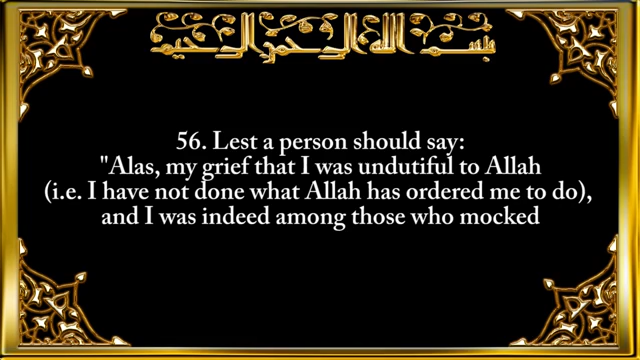 بسم الله الرحمن الرحيم
56. Lest a person should say:
"Alas, my grief that I was undutiful to Allah
(i.e. I have not done what Allah has ordered me to do),
and I was indeed among those who mocked